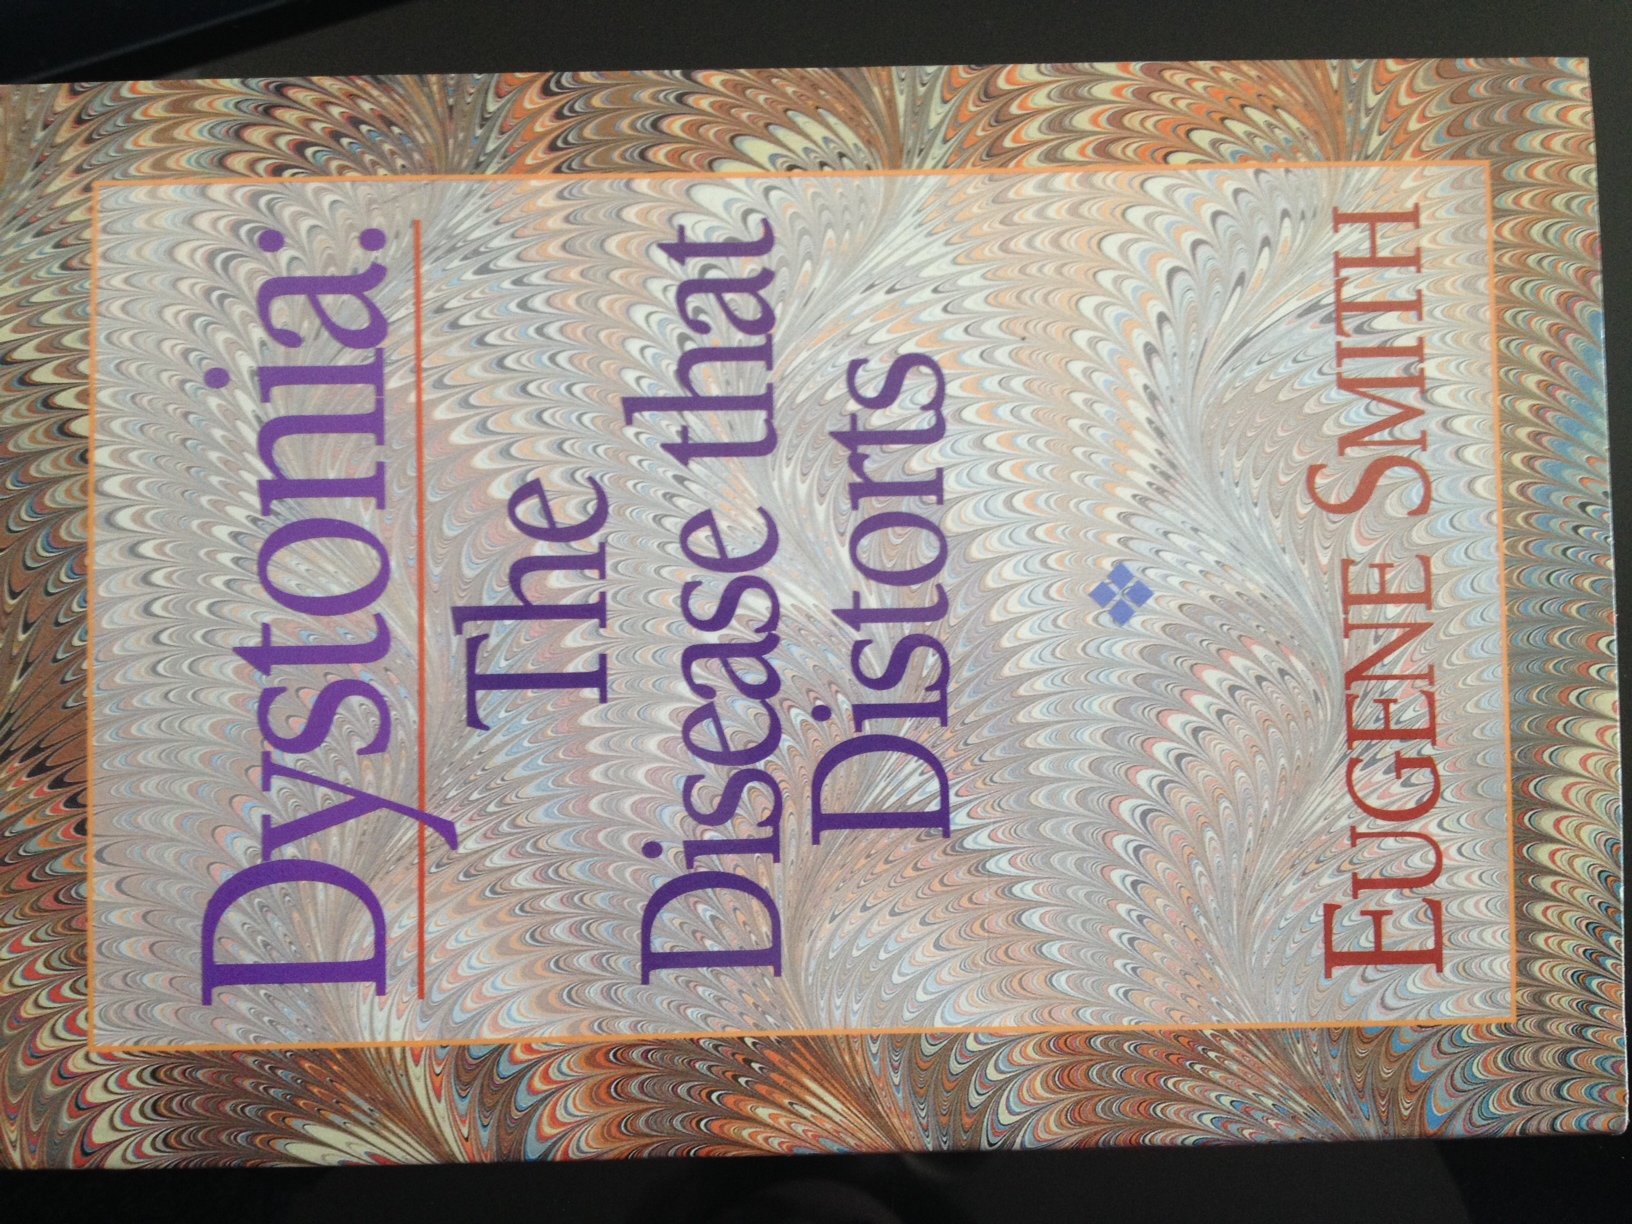 Dystonia:
The
Disease that
Distorts
EUGENE SMITH